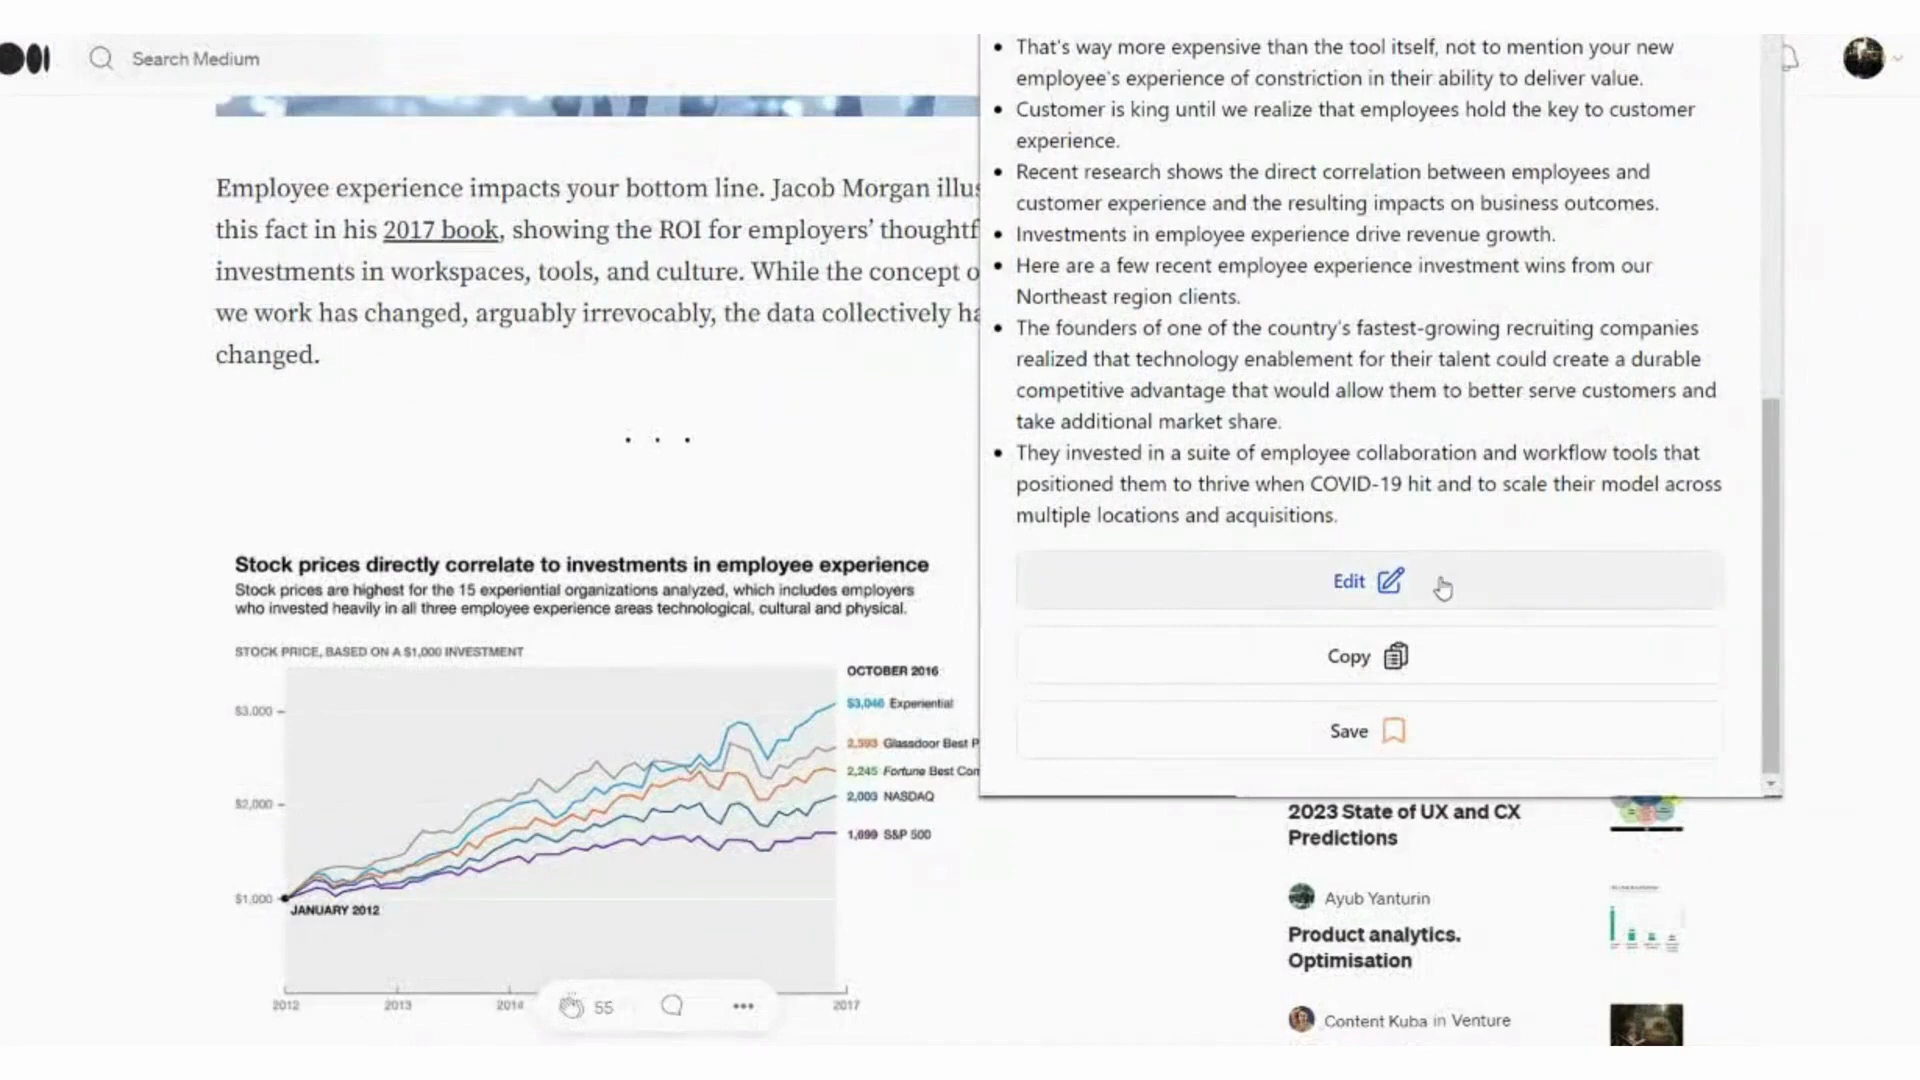 Search Medium
Employee experience impacts your bottom line. Jacob Morgan illus
this fact in his 2017 book, showing the ROI for employers’ thoughtf
investments in workspaces, tools, and culture. While the concept o
we work has changed, arguably irrevocably, the data collectively ha
changed.
. . .
Stock prices directly correlate to investments in employee experience
Stock prices are highest for the 15 experiential organizations analyzed, which includes employers
who invested heavily in all three employee experience areas technological, cultural and physical.
STOCK PRICE, BASED ON A $1,000 INVESTMENT
OCTOBER 2016
$3,000
$3,046 Experiential
2,593 Glassdoor Best P
2,245 Fortune Best Com
2,003 NASDAQ
$2,000
1,699 S&P 500
$1,000
JANUARY 2012
2012 2013 2014 2017
55
• That's way more expensive than the tool itself, not to mention your new
employee's experience of constriction in their ability to deliver value.
• Customer is king until we realize that employees hold the key to customer
experience.
• Recent research shows the direct correlation between employees and
customer experience and the resulting impacts on business outcomes.
• Investments in employee experience drive revenue growth.
• Here are a few recent employee experience investment wins from our
Northeast region clients.
• The founders of one of the country's fastest-growing recruiting companies
realized that technology enablement for their talent could create a durable
competitive advantage that would allow them to better serve customers and
take additional market share.
• They invested in a suite of employee collaboration and workflow tools that
positioned them to thrive when COVID-19 hit and to scale their model across
multiple locations and acquisitions.
Edit
Copy
Save
2023 State of UX and CX
Predictions
Ayub Yanturin
Product analytics.
Optimisation
Content Kuba in Venture